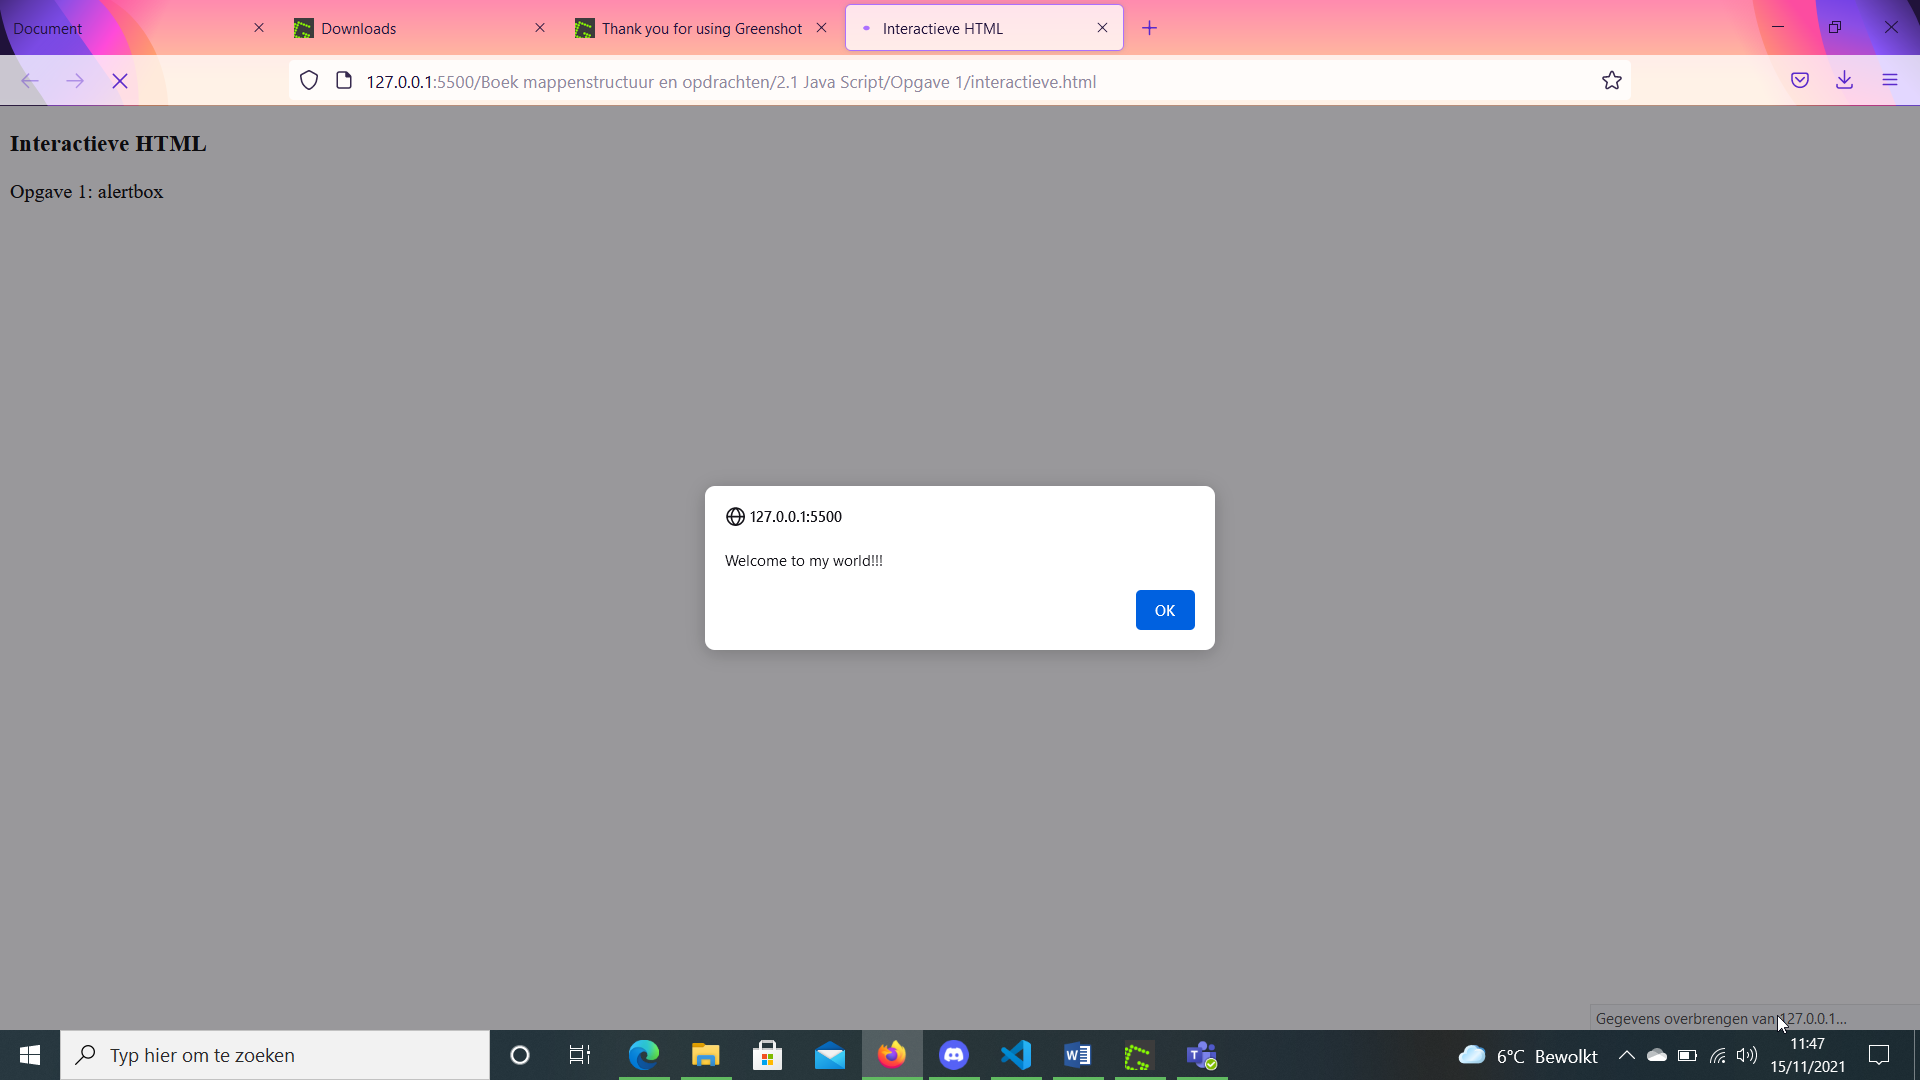 Document
Downloads
Thank you for using Greenshot
Interactieve HTML
127.0.0.1:5500/Boek mappenstructuur en opdrachten/2.1 Java Script/Opgave 1/interactieve.html
Interactieve HTML
Opgave 1: alertbox
127.0.0.1:5500
Welcome to my world!!!
OK
Gegevens overbrengen van 127.0.0.1...
Typ hier om te zoeken
6°C Bewolkt
11:47
15/11/2021